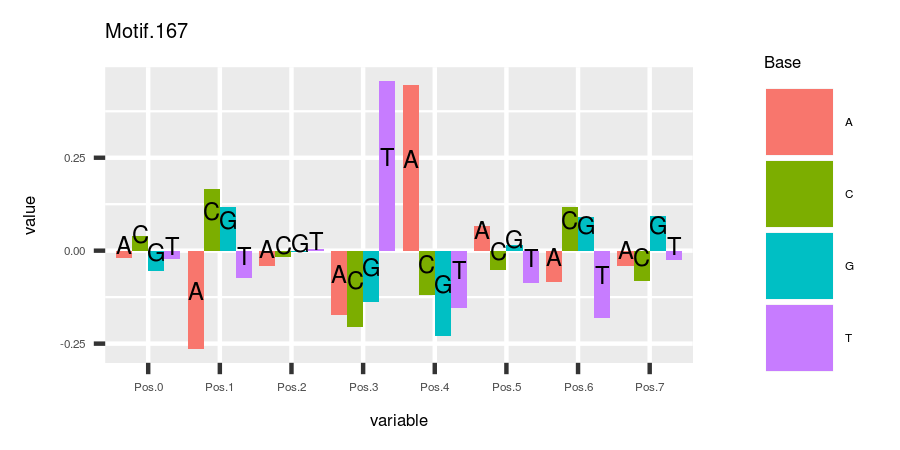 Motif.167
value
0.25
0.00
-0.25
A C G T A C G T A C G T A C G T A C G T A C G T A C G T A C G T
Pos.0 Pos.1 Pos.2 Pos.3 Pos.4 Pos.5 Pos.6 Pos.7
variable
Base
A
C
G
T